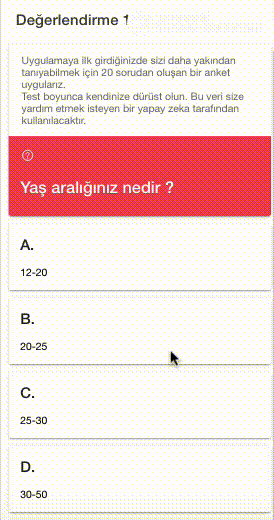 Değerlendirme 1
Uygulamaya ilk girdiğinizde sizi daha yakından
tanıyabilmek için 20 sorudan oluşan bir anket
uygularız.
Test boyunca kendinize dürüst olun. Bu veri size
yardım etmek isteyen bir yapay zeka tarafından
kullanılacaktır.
Yaş aralığınız nedir ?
A.
12-20
B.
20-25
C.
25-30
D.
30-50